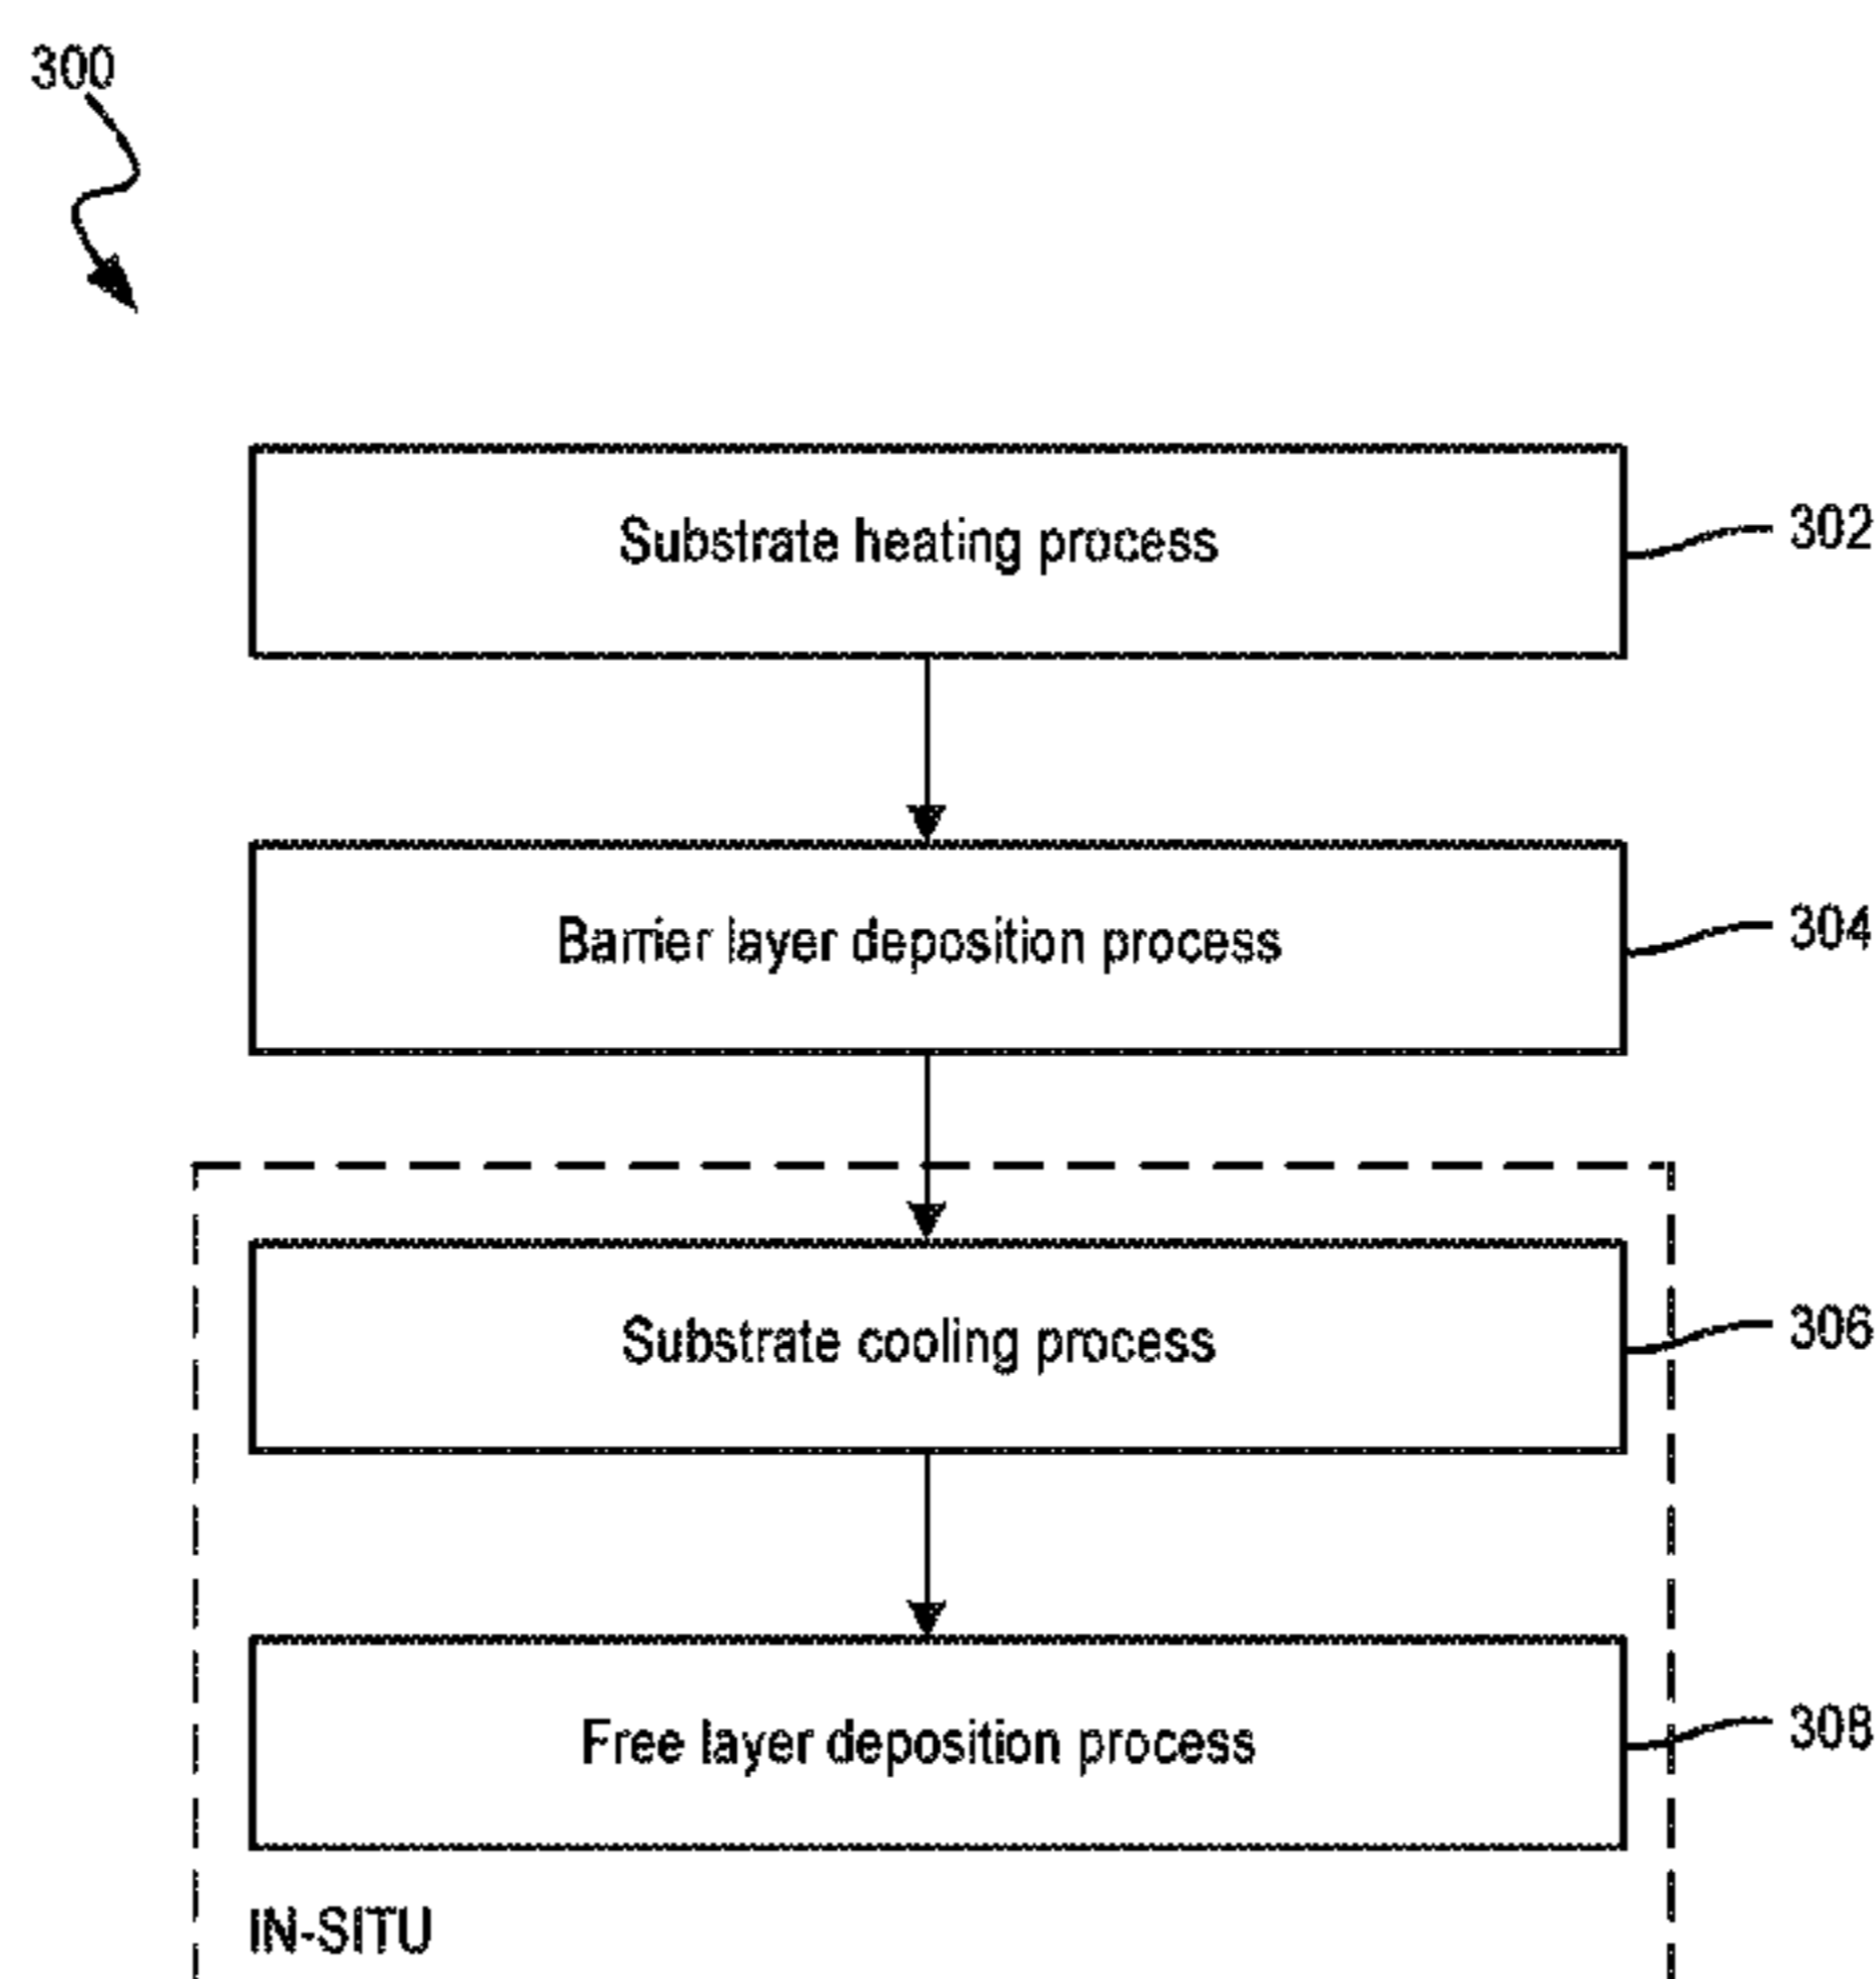 300
Substrate heating process
302
Barrier layer deposition process
304
Substrate cooling process
306
Free layer deposition process
308
IN-SITU